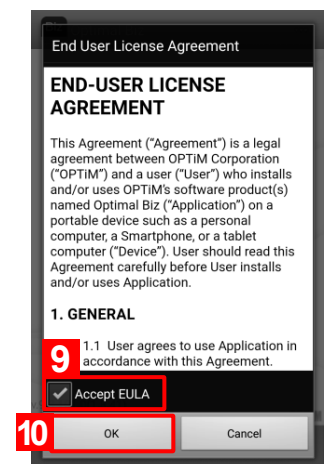 End User License Agreement
END-USER LICENSE
AGREEMENT
This Agreement (“Agreement”) is a legal
agreement between OPTiM Corporation
(“OPTiM”) and a user (“User”) who installs
and/or uses OPTiM's software product(s)
named Optimal Biz (“Application”) on a
portable device such as a personal
computer, a Smartphone, or a tablet
computer (“Device”). User should read this
Agreement carefully before User installs
and/or uses Application.
1. GENERAL
1.1 User agrees to use Application in
accordance with this Agreement.
9
Accept EULA
10
OK
Cancel